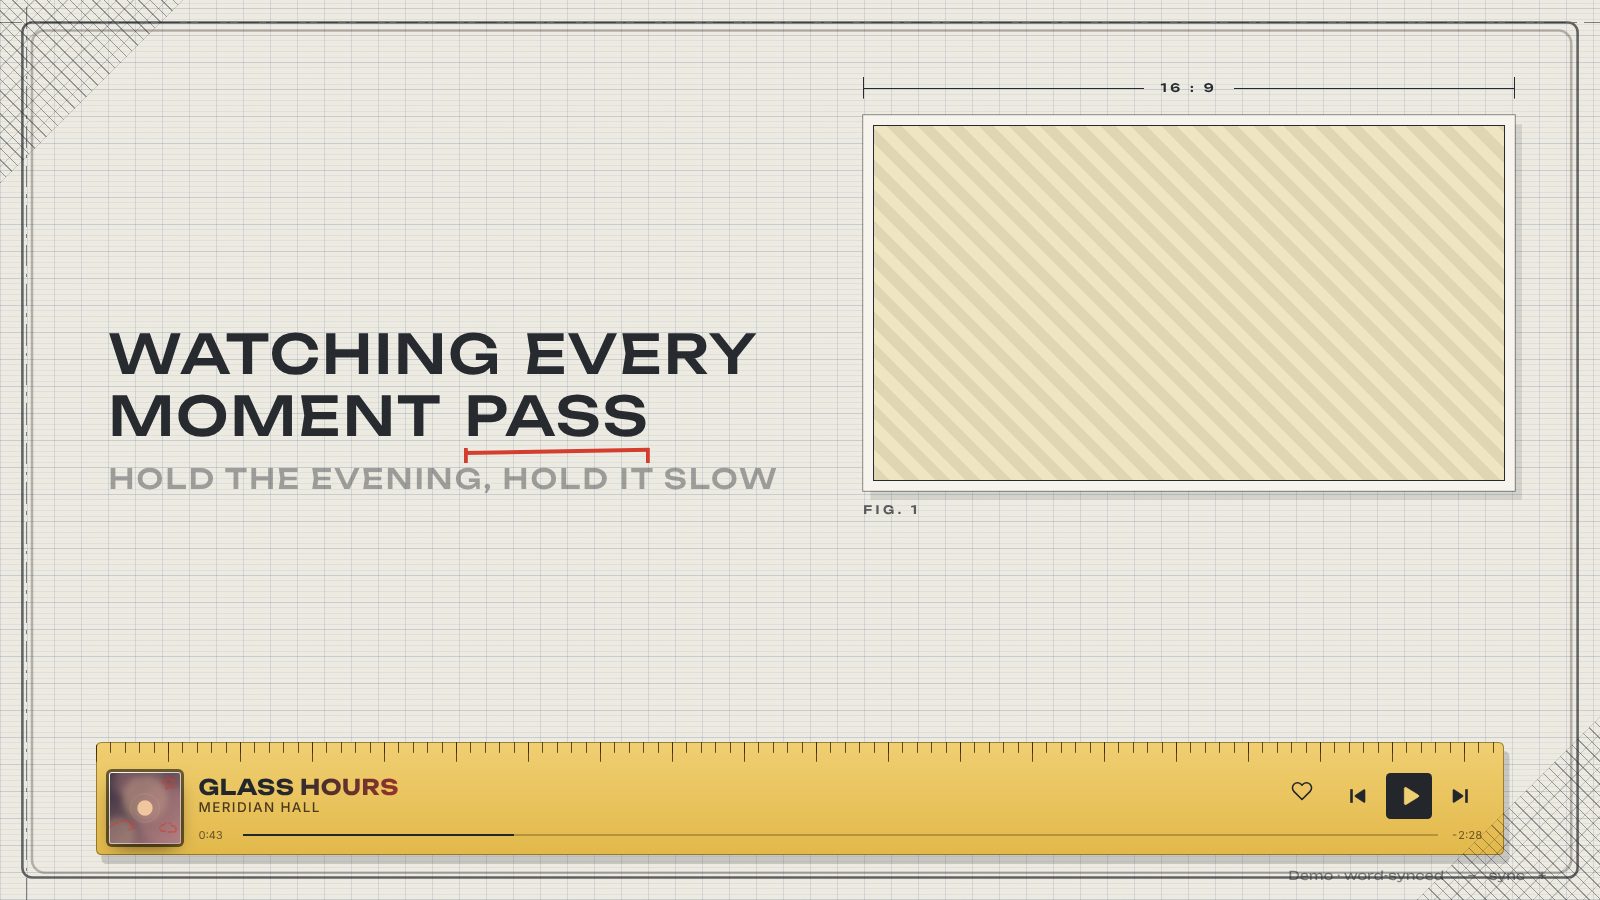 16 : 9
WATCHING EVERY
MOMENT PASS
HOLD THE EVENING, HOLD IT SLOW
FIG. 1
GLASS HOURS
MERIDIAN HALL
0:43
-2:28
Demo · word-synced − sync +